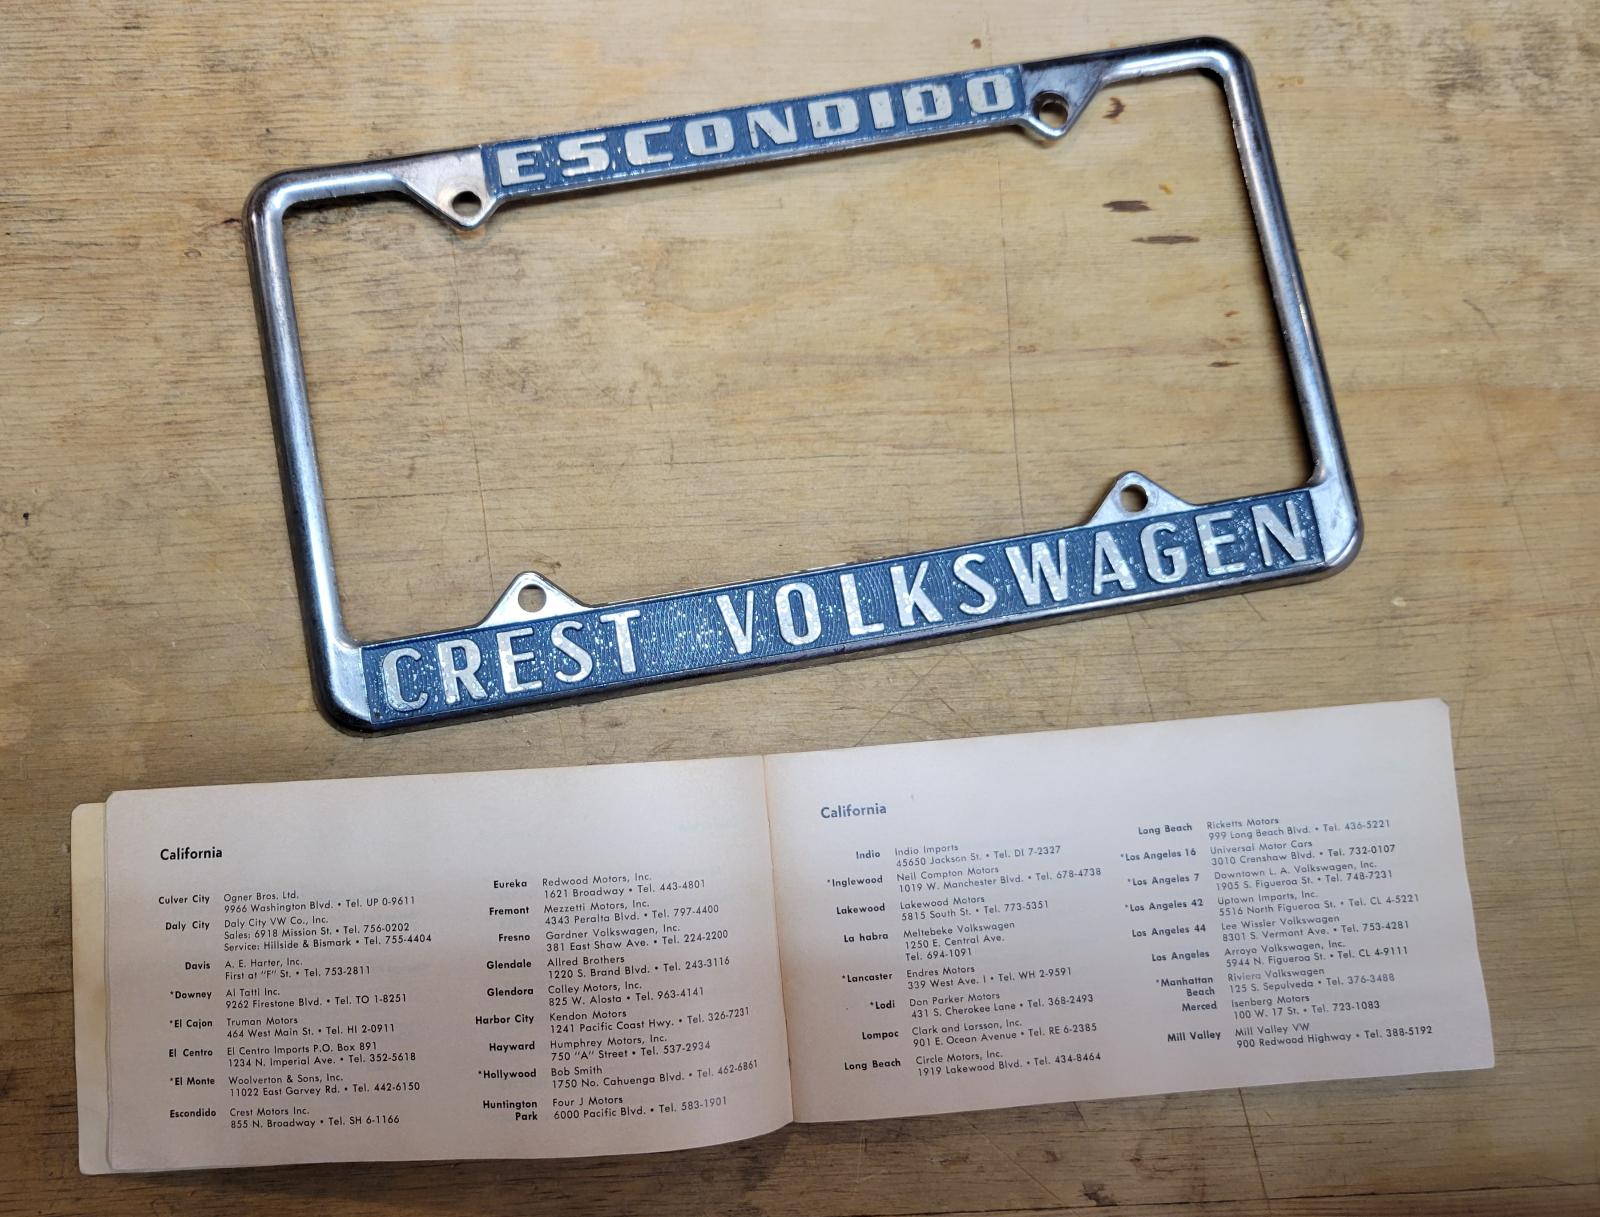 ESCONDIDO
CREST VOLKSWAGEN
California
Culver City Ogner Bros. Ltd.
9966 Washington Blvd. • Tel. UP 0-9611
Daly City Daly City VW Co., Inc.
Sales: 6918 Mission St. • Tel. 756-0202
Service: Hillside & Bismark • Tel. 755-4404
Davis A. E. Harter, Inc.
First at "F" St. • Tel. 753-2811
*Downey Al Tatti Inc.
9262 Firestone Blvd. • Tel. TO 1-8251
*El Cajon Truman Motors
464 West Main St. • Tel. HI 2-0911
El Centro El Centro Imports P.O. Box 891
1234 N. Imperial Ave. • Tel. 352-5618
*El Monte Woolverton & Sons, Inc.
11022 East Garvey Rd. • Tel. 442-6150
Escondido Crest Motors Inc.
855 N. Broadway • Tel. SH 6-1166
Eureka Redwood Motors, Inc.
1621 Broadway • Tel. 443-4801
Fremont Mezzetti Motors, Inc.
4343 Peralta Blvd. • Tel. 797-4400
Fresno Gardner Volkswagen, Inc.
381 East Shaw Ave. • Tel. 224-2200
Glendale Allred Brothers
1220 S. Brand Blvd. • Tel. 243-3116
Glendora Colley Motors, Inc.
825 W. Alosta • Tel. 963-4141
Harbor City Kendon Motors
1241 Pacific Coast Hwy. • Tel. 326-7231
Hayward Humphrey Motors, Inc.
750 "A" Street • Tel. 537-2934
*Hollywood Bob Smith
1750 No. Cahuenga Blvd. • Tel. 462-6861
Huntington Four J Motors
Park 6000 Pacific Blvd. • Tel. 583-1901
California
Indio Indio Imports
45650 Jackson St. • Tel. DI 7-2327
*Inglewood Neil Compton Motors
1019 W. Manchester Blvd. • Tel. 678-4738
Lakewood Lakewood Motors
5815 South St. • Tel. 773-5351
La habra Meltebeke Volkswagen
1250 E. Central Ave.
Tel. 694-1091
*Lancaster Endres Motors
339 West Ave. I • Tel. WH 2-9591
*Lodi Don Parker Motors
431 S. Cherokee Lane • Tel. 368-2493
Lompoc Clark and Larsson, Inc.
901 E. Ocean Avenue • Tel. RE 6-2385
Long Beach Circle Motors, Inc.
1919 Lakewood Blvd. • Tel. 434-8464
Long Beach Ricketts Motors
999 Long Beach Blvd. • Tel. 436-5221
*Los Angeles 16 Universal Motor Cars
3010 Crenshaw Blvd. • Tel. 732-0107
*Los Angeles 7 Downtown L. A. Volkswagen, Inc.
1905 S. Figueroa St. • Tel. 748-7231
*Los Angeles 42 Uptown Imports, Inc.
5516 North Figueroa St. • Tel. CL 4-5221
Los Angeles 44 Lee Wissler Volkswagen
8301 S. Vermont Ave. • Tel. 753-4281
Los Angeles Arroyo Volkswagen, Inc.
5944 N. Figueroa St. • Tel. CL 4-9111
*Manhattan Riviera Volkswagen
Beach 125 S. Sepulveda • Tel. 376-3488
Merced Isenberg Motors
100 W. 17 St. • Tel. 723-1083
Mill Valley Mill Valley VW
900 Redwood Highway • Tel. 388-5192